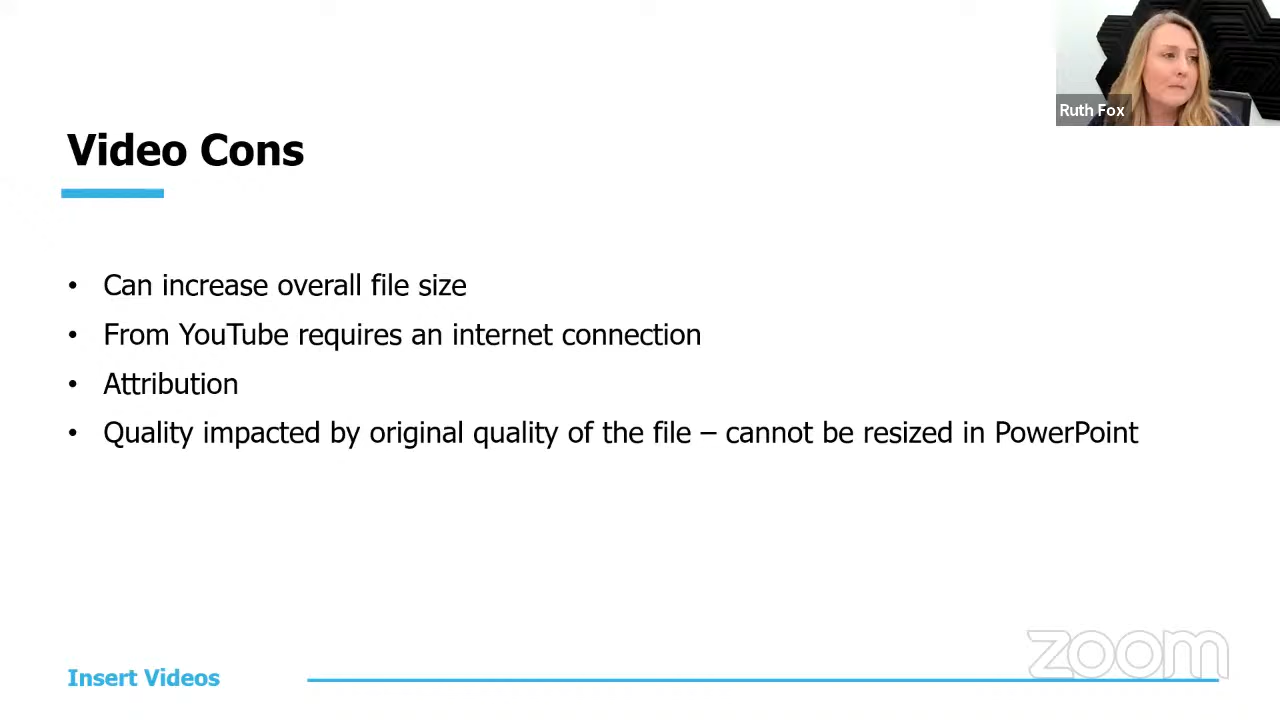 Ruth Fox
Video Cons
• Can increase overall file size
• From YouTube requires an internet connection
• Attribution
• Quality impacted by original quality of the file – cannot be resized in PowerPoint
zoom
Insert Videos